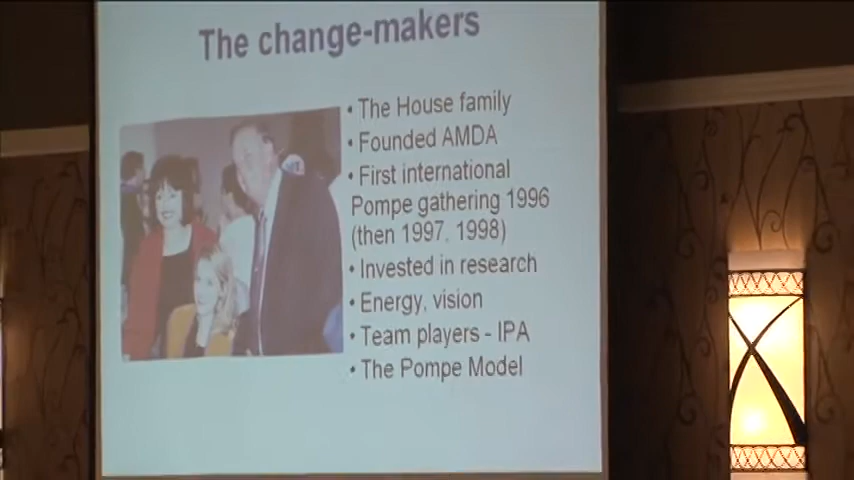 The change-makers
• The House family
• Founded AMDA
• First international
Pompe gathering 1996
(then 1997, 1998)
• Invested in research
• Energy, vision
• Team players - IPA
• The Pompe Model